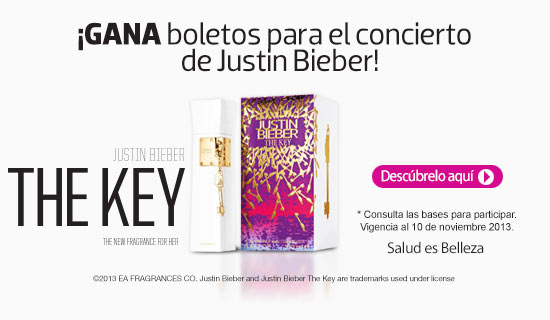 ¡GANA boletos para el concierto
de Justin Bieber!
JUSTIN BIEBER
THE KEY
THE NEW FRAGRANCE FOR HER
JUSTIN
BIEBER
THE KEY
Descúbrelo aquí
* Consulta las bases para participar.
Vigencia al 10 de noviembre 2013.
Salud es Belleza
©2013 EA FRAGRANCES CO, Justin Bieber and Justin Bieber The Key are trademarks used under license